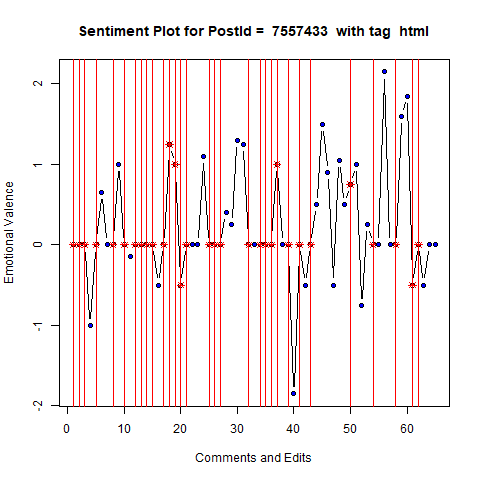 Sentiment Plot for PostId = 7557433 with tag html
Emotional Valence
2
1
0
-1
-2
0 10 20 30 40 50 60
Comments and Edits